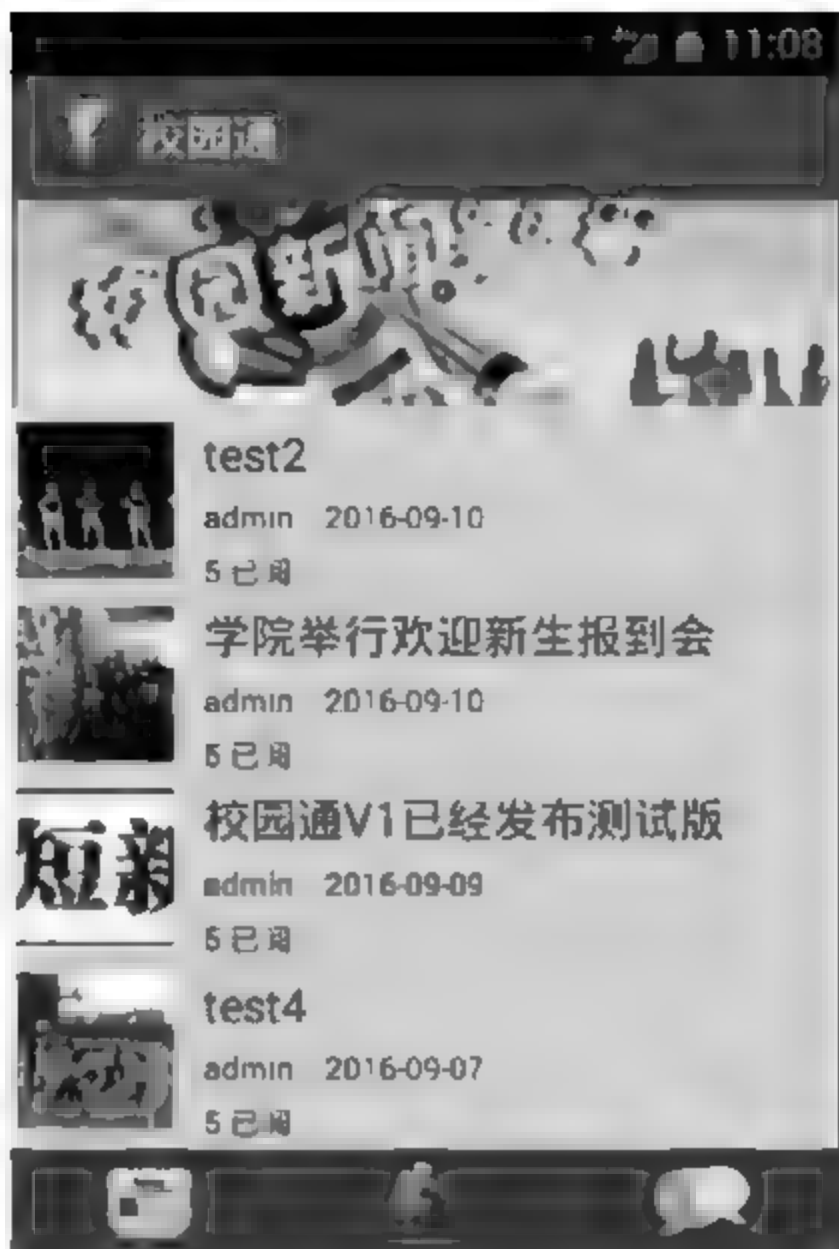 11:08
校园通
test2
admin 2016-09-10
5 已阅
学院举行欢迎新生报到会
admin 2016-09-10
5 已阅
短新
校园通V1已经发布测试版
admin 2016-09-09
5 已阅
test4
admin 2016-09-07
5 已阅